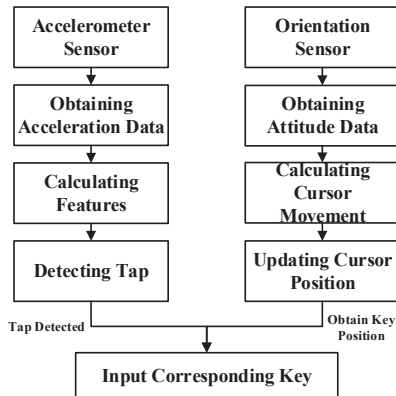 Accelerometer
Sensor
Orientation
Sensor
Obtaining
Acceleration Data
Obtaining
Attitude Data
Calculating
Features
Calculating
Cursor
Movement
Detecting Tap
Updating Cursor
Position
Tap Detected
Obtain Key
Position
Input Corresponding Key